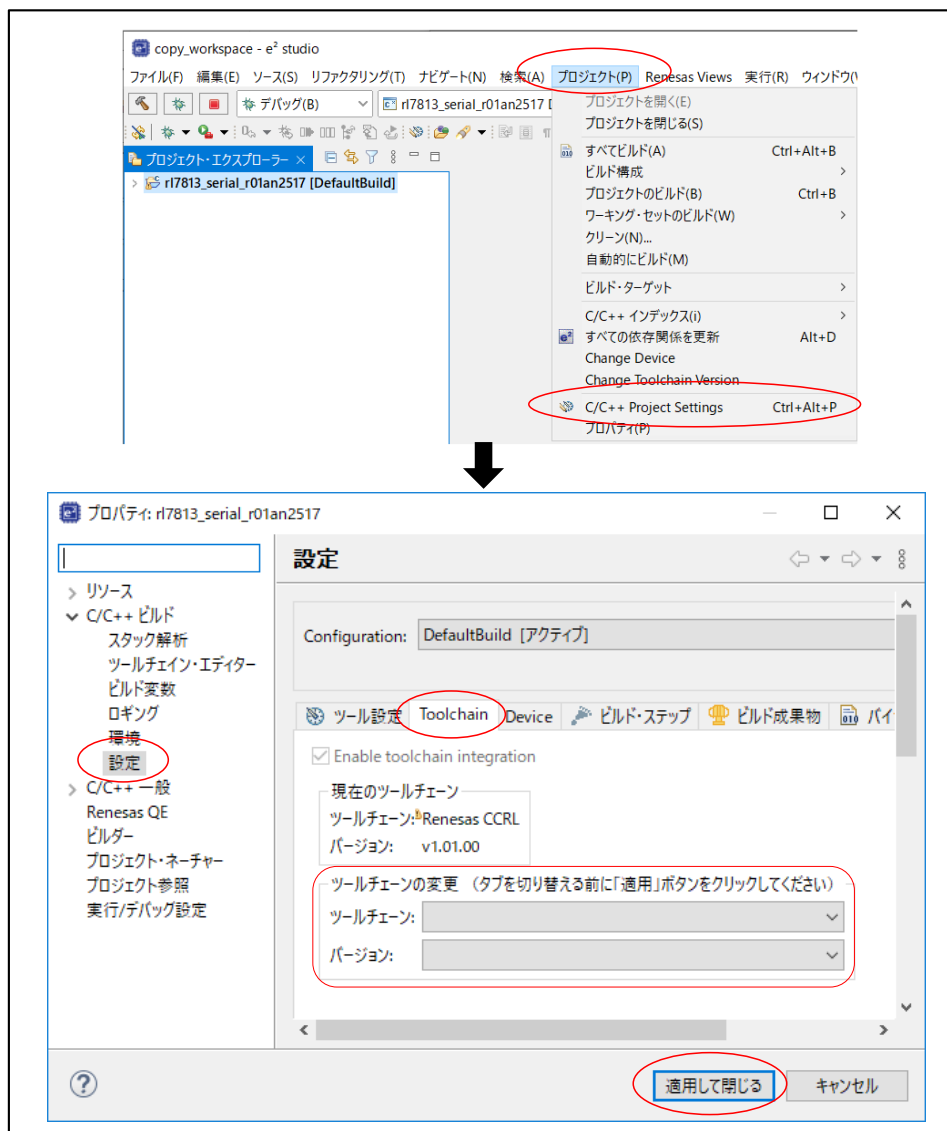 copy_workspace - e² studio
ファイル(F) 編集(E) ソース(S) リファクタリング(T) ナビゲート(N) 検索(A) プロジェクト(P) Renesas Views 実行(R) ウィンドウ(
デバッグ(B) rl7813_serial_r01an2517 [
プロジェクト・エクスプローラー
rl7813_serial_r01an2517 [DefaultBuild]
プロジェクトを開く(E)
プロジェクトを閉じる(S)
すべてビルド(A) Ctrl+Alt+B
ビルド構成
プロジェクトのビルド(B) Ctrl+B
ワーキング・セットのビルド(W)
クリーン(N)...
自動的にビルド(M)
ビルド・ターゲット
C/C++ インデックス(i)
すべての依存関係を更新 Alt+D
Change Device
Change Toolchain Version
C/C++ Project Settings Ctrl+Alt+P
プロパティ(P)
プロパティ: rl7813_serial_r01an2517
設定
リソース
C/C++ ビルド
スタック解析
ツールチェイン・エディター
ビルド変数
ロギング
環境
設定
C/C++ 一般
Renesas QE
ビルダー
プロジェクト・ネーチャー
プロジェクト参照
実行/デバッグ設定
Configuration: DefaultBuild [アクティブ]
ツール設定 Toolchain Device ビルド・ステップ ビルド成果物 バイ
Enable toolchain integration
現在のツールチェーン
ツールチェーン: Renesas CCRL
バージョン: v1.01.00
ツールチェーンの変更 （タブを切り替える前に「適用」ボタンをクリックしてください）
ツールチェーン:
バージョン:
適用して閉じる キャンセル